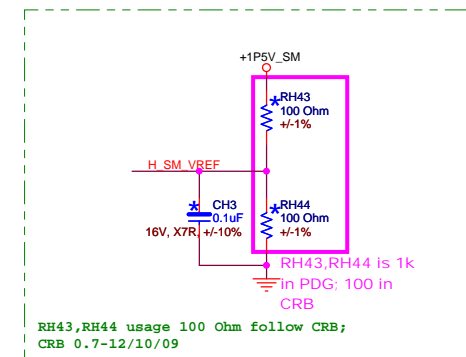 +1P5V_SM
*RH43
100 Ohm
+/-1%
H_SM_VREF
* CH3
0.1uF
16V, X7R, +/-10%
*RH44
100 Ohm
+/-1%
RH43,RH44 is 1k
in PDG; 100 in
CRB
RH43,RH44 usage 100 Ohm follow CRB;
CRB 0.7-12/10/09